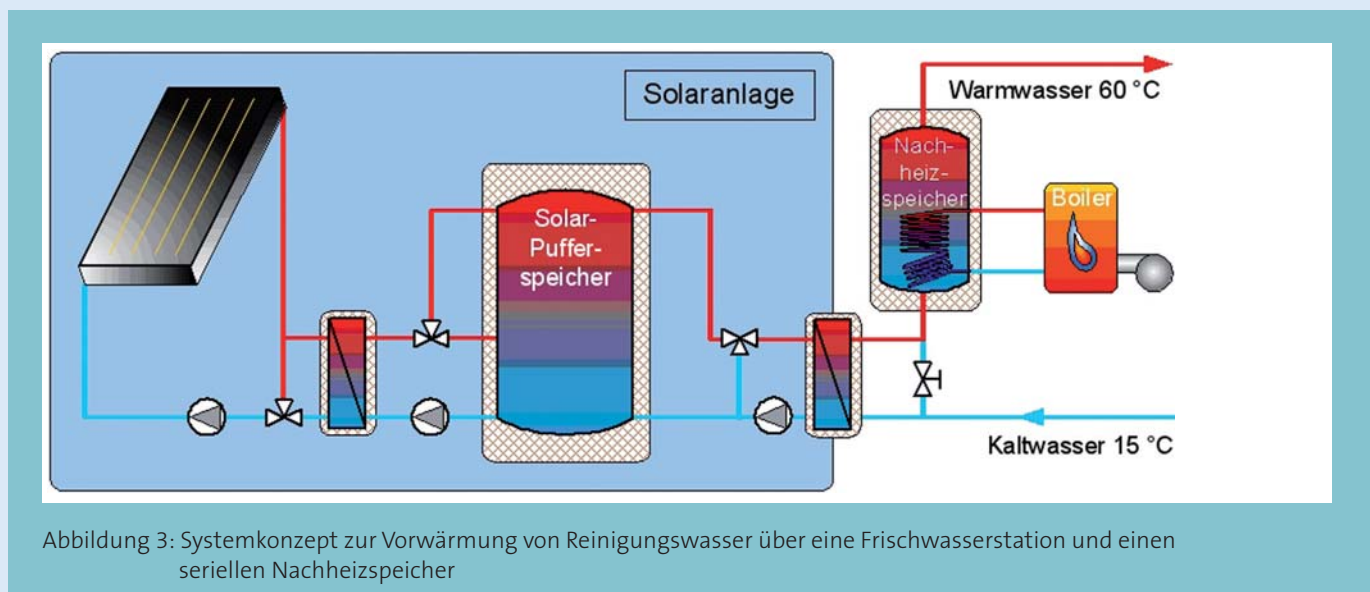 Solaranlage
Warmwasser 60 °C
Nach-
heiz-
speicher
Boiler
Solar-
Puffer-
speicher
Kaltwasser 15 °C
Abbildung 3: Systemkonzept zur Vorwärmung von Reinigungswasser über eine Frischwasserstation und einen
seriellen Nachheizspeicher